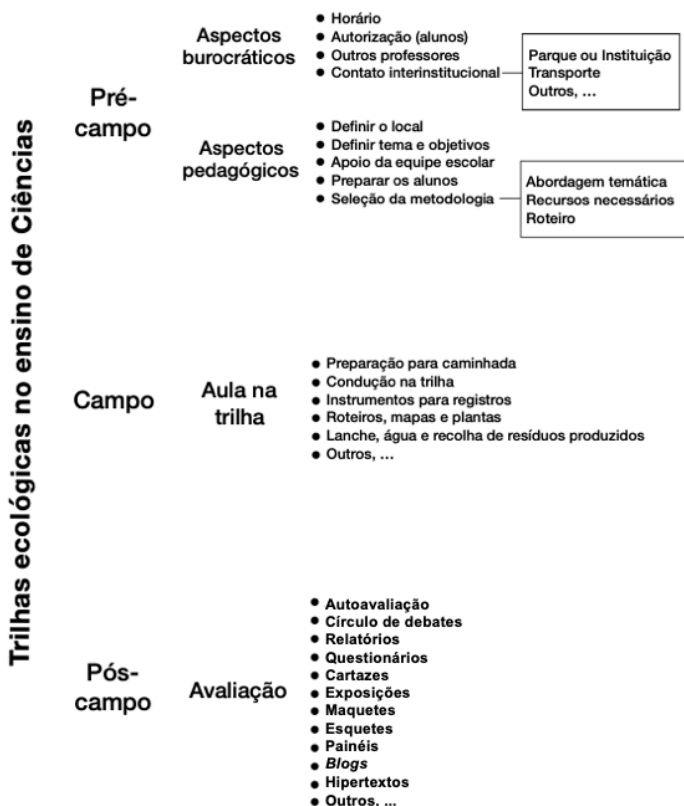 Trilhas ecológicas no ensino de Ciências
Pré-
campo
Aspectos
burocráticos
● Horário
● Autorização (alunos)
● Outros professores
● Contato interinstitucional
Parque ou Instituição
Transporte
Outros, ...
Aspectos
pedagógicos
● Definir o local
● Definir tema e objetivos
● Apoio da equipe escolar
● Preparar os alunos
● Seleção da metodologia
Abordagem temática
Recursos necessários
Roteiro
Campo
Aula na
trilha
● Preparação para caminhada
● Condução na trilha
● Instrumentos para registros
● Roteiros, mapas e plantas
● Lanche, água e recolha de resíduos produzidos
● Outros, ...
Pós-
campo
Avaliação
● Autoavaliação
● Círculo de debates
● Relatórios
● Questionários
● Cartazes
● Exposições
● Maquetes
● Esquetes
● Painéis
● Blogs
● Hipertextos
● Outros, ...